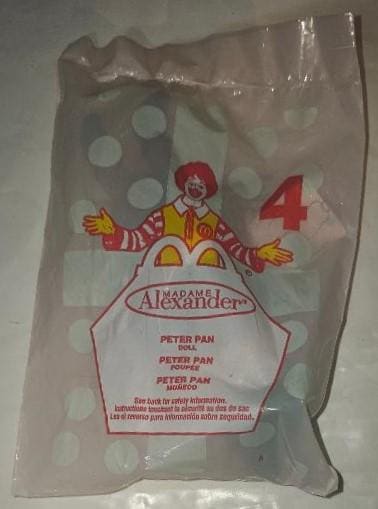 4
MADAME
Alexander®
PETER PAN
DOLL
PETER PAN
POUPÉE
PETER PAN
MUÑECO
See back for safety information.
Instructions touchant la sécurité au dos de sac
Lea el reverso para información sobre seguridad.